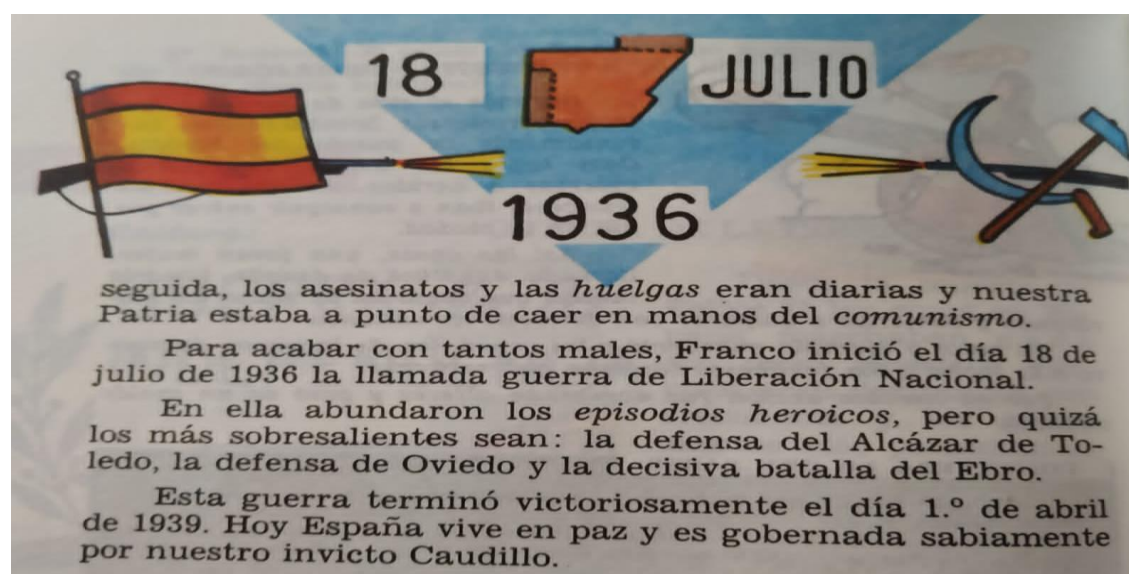 18 JULIO
1936
seguida, los asesinatos y las huelgas eran diarias y nuestra
Patria estaba a punto de caer en manos del comunismo.
Para acabar con tantos males, Franco inició el día 18 de
julio de 1936 la llamada guerra de Liberación Nacional.
En ella abundaron los episodios heroicos, pero quizá
los más sobresalientes sean: la defensa del Alcázar de To-
ledo, la defensa de Oviedo y la decisiva batalla del Ebro.
Esta guerra terminó victoriosamente el día 1.º de abril
de 1939. Hoy España vive en paz y es gobernada sabiamente
por nuestro invicto Caudillo.